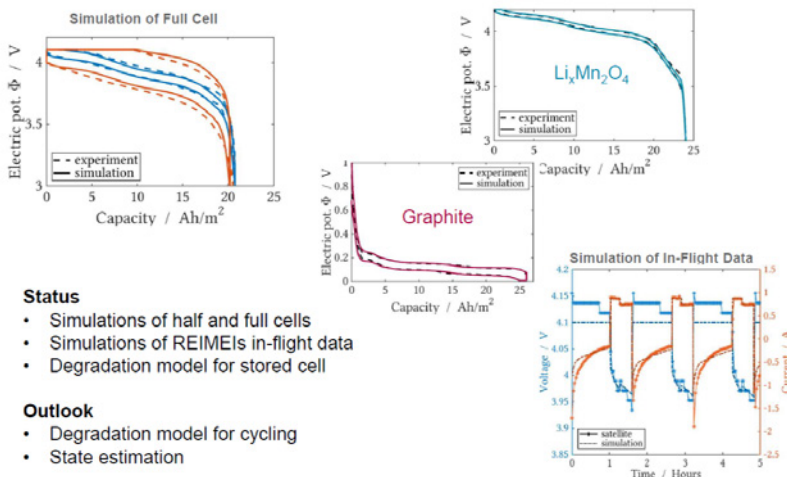 Simulation of Full Cell
Electric pot. Φ / V
4
3.5
3
experiment
simulation
0 5 10 15 20 25
Capacity / Ah/m²
Electric pot. Φ / V
4
3.5
3
LiₓMn₂O₄
experiment
simulation
0 5 10 15 20 25
Capacity / Ah/m²
Electric pot. Φ / V
1
0.8
0.6
0.4
0.2
0
experiment
simulation
Graphite
0 5 10 15 20 25
Capacity / Ah/m²
Simulation of In-Flight Data
Voltage / V
4.2
4.15
4.1
4.05
4
3.95
3.9
3.85
1.5
1
0.5
0
-0.5
-1
-1.5
-2
-2.5
Current / A
satellite
simulation
0 1 2 3 4 5
Time / Hours
Status
• Simulations of half and full cells
• Simulations of REIMEIs in-flight data
• Degradation model for stored cell
Outlook
• Degradation model for cycling
• State estimation